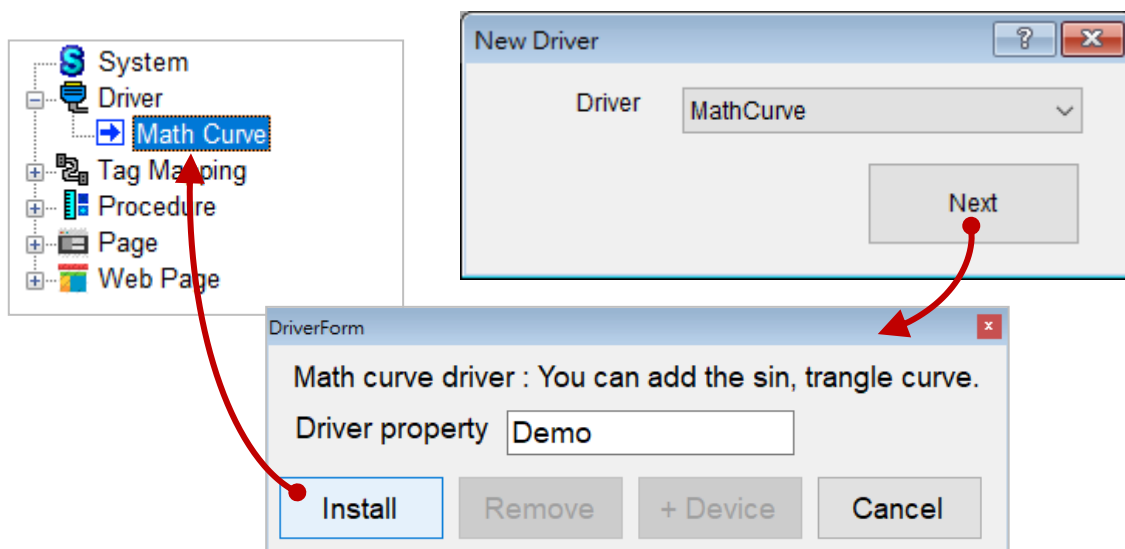 System
Driver
Math Curve
Tag Mapping
Procedure
Page
Web Page
New Driver
Driver
MathCurve
Next
DriverForm
Math curve driver : You can add the sin, trangle curve.
Driver property
Demo
Install
Remove
+ Device
Cancel